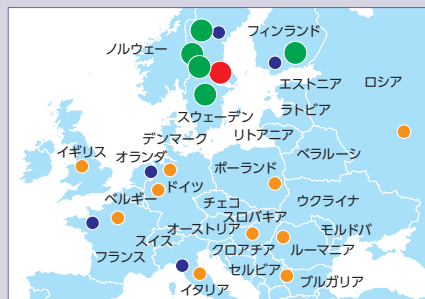 ノルウェー
フィンランド
エストニア
ロシア
スウェーデン
ラトビア
デンマーク
リトアニア
イギリス
オランダ
ベラルーシ
ポーランド
ドイツ
ベルギー
チェコ
ウクライナ
スロバキア
オーストリア
モルドバ
スイス
フランス
クロアチア
ルーマニア
セルビア
ブルガリア
イタリア